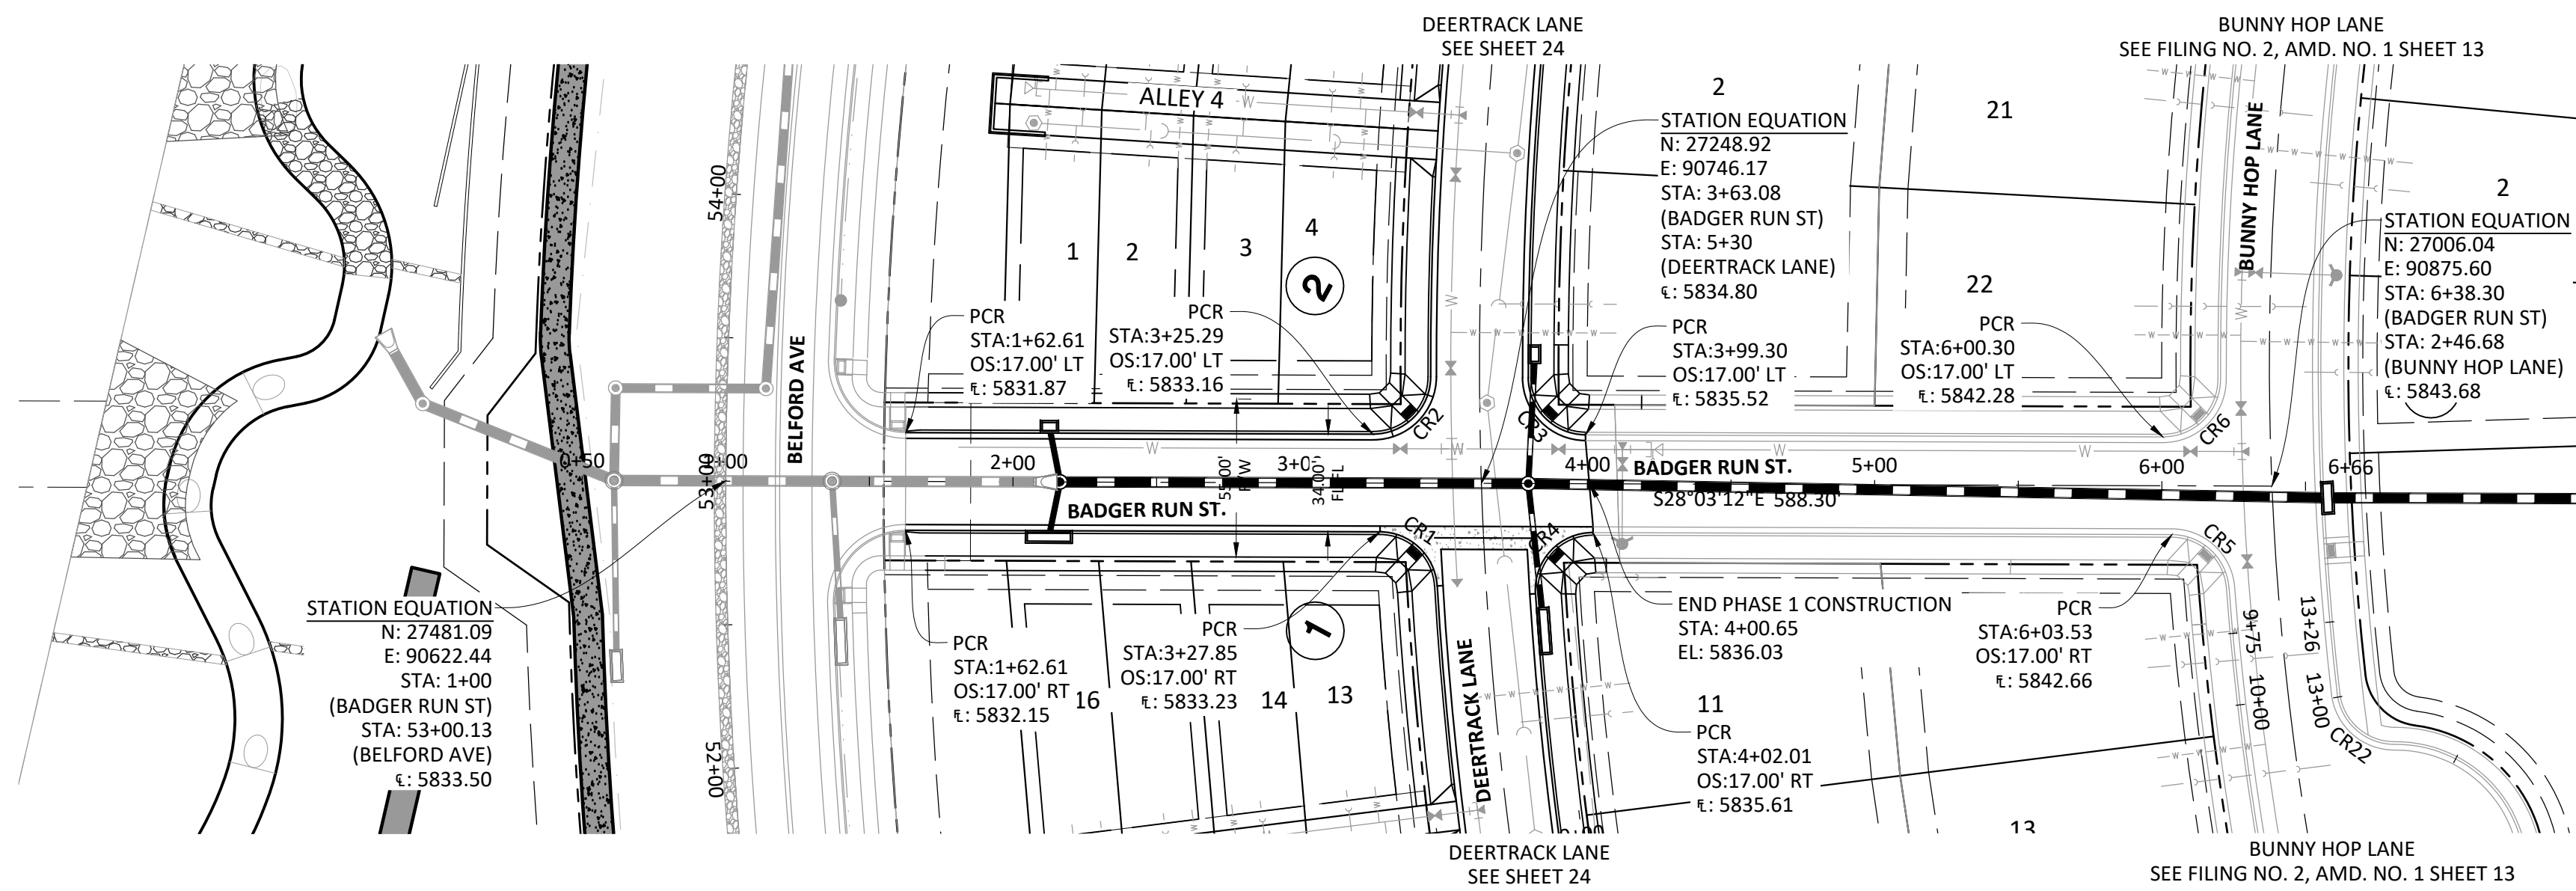 DEERTRACK LANE
SEE SHEET 24
BUNNY HOP LANE
SEE FILING NO. 2, AMD. NO. 1 SHEET 13
ALLEY 4
2
21
STATION EQUATION
N: 27248.92
E: 90746.17
STA: 3+63.08
(BADGER RUN ST)
STA: 5+30
(DEERTRACK LANE)
℄: 5834.80
BUNNY HOP LANE
2
STATION EQUATION
N: 27006.04
E: 90875.60
STA: 6+38.30
(BADGER RUN ST)
STA: 2+46.68
(BUNNY HOP LANE)
℄: 5843.68
54+00
1
2
3
4
2
22
BELFORD AVE
PCR
STA:1+62.61
OS:17.00' LT
FL: 5831.87
PCR
STA:3+25.29
OS:17.00' LT
FL: 5833.16
PCR
STA:3+99.30
OS:17.00' LT
FL: 5835.52
PCR
STA:6+00.30
OS:17.00' LT
FL: 5842.28
CR2
CR3
CR6
0+50
53+00
2+00
55.00'
R/W
34.00'
FL-FL
4+00
BADGER RUN ST.
5+00
6+00
6+66
S28°03'12"E 588.30'
BADGER RUN ST.
CR1
CR4
CR5
STATION EQUATION
N: 27481.09
E: 90622.44
STA: 1+00
(BADGER RUN ST)
STA: 53+00.13
(BELFORD AVE)
℄: 5833.50
PCR
STA:1+62.61
OS:17.00' RT
FL: 5832.15
16
PCR
STA:3+27.85
OS:17.00' RT
FL: 5833.23
1
14
13
DEERTRACK LANE
END PHASE 1 CONSTRUCTION
STA: 4+00.65
EL: 5836.03
PCR
STA:6+03.53
OS:17.00' RT
FL: 5842.66
11
PCR
STA:4+02.01
OS:17.00' RT
FL: 5835.61
9+75
10+00
13+26
13+00
CR22
52+00
13
DEERTRACK LANE
SEE SHEET 24
BUNNY HOP LANE
SEE FILING NO. 2, AMD. NO. 1 SHEET 13